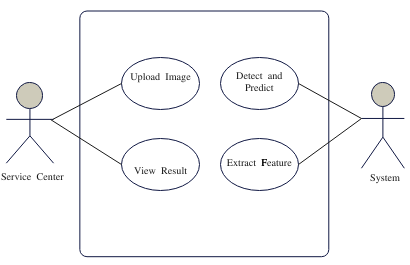 Upload Image
Detect and
Predict
View Result
Extract Feature
Service Center
System